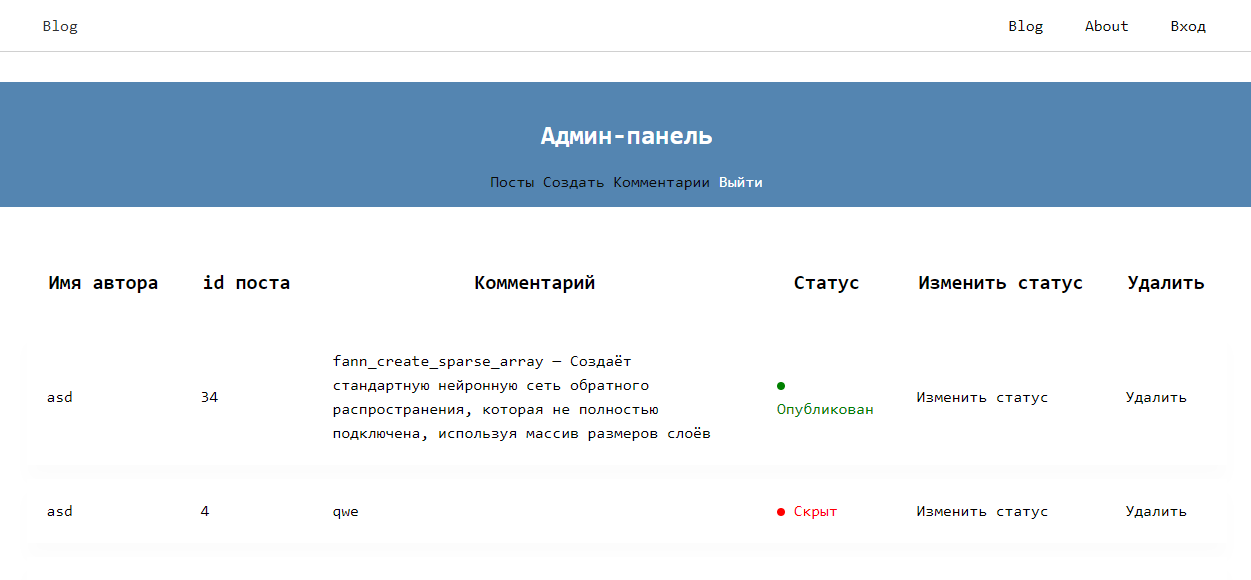 Blog Blog About Вход
Админ-панель
Посты Создать Комментарии Выйти
Имя автора id поста Комментарий Статус Изменить статус Удалить
asd 34 fann_create_sparse_array — Создаёт
стандартную нейронную сеть обратного
распространения, которая не полностью
подключена, используя массив размеров слоёв
● Опубликован Изменить статус Удалить
asd 4 qwe ● Скрыт Изменить статус Удалить